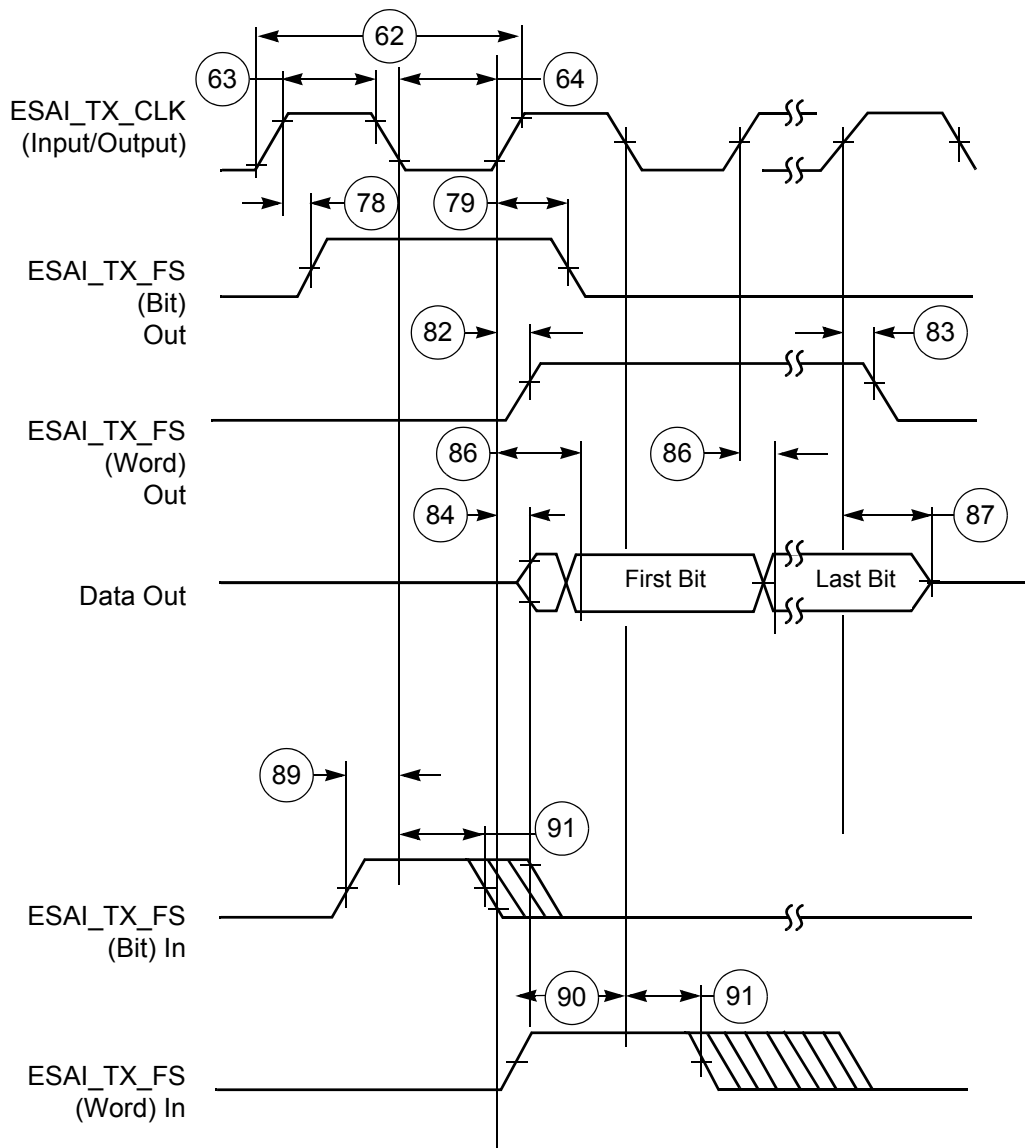 62
63
64
ESAI_TX_CLK
(Input/Output)
78
79
ESAI_TX_FS
(Bit)
Out
82
83
ESAI_TX_FS
(Word)
Out
86
86
84
87
Data Out
First Bit
Last Bit
89
91
ESAI_TX_FS
(Bit) In
90
91
ESAI_TX_FS
(Word) In